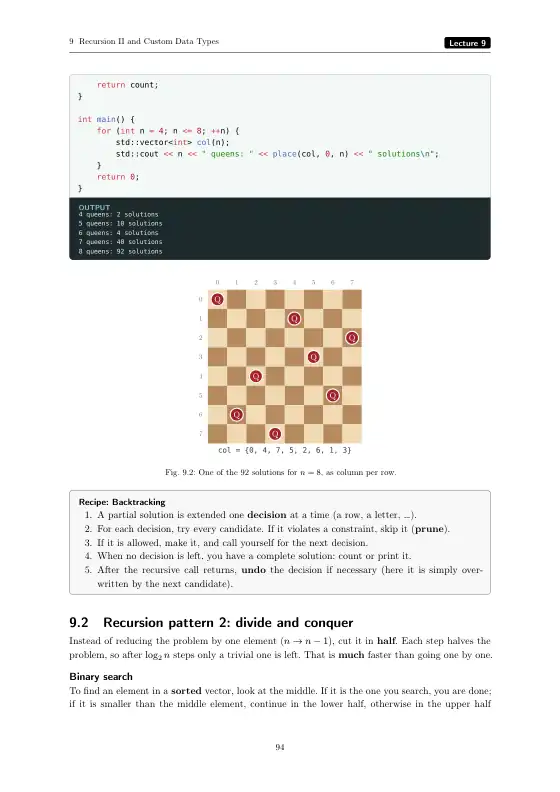 9 Recursion II and Custom Data Types
Lecture 9
return count;
}
int main() {
for (int n = 4; n <= 8; ++n) {
std::vector<int> col(n);
std::cout << n << " queens: " << place(col, 0, n) << " solutions\n";
}
return 0;
}
OUTPUT
4 queens: 2 solutions
5 queens: 10 solutions
6 queens: 4 solutions
7 queens: 40 solutions
8 queens: 92 solutions
0 1 2 3 4 5 6 7
0 Q
1 Q
2 Q
3 Q
4 Q
5 Q
6 Q
7 Q
col = {0, 4, 7, 5, 2, 6, 1, 3}
Fig. 9.2: One of the 92 solutions for n = 8, as column per row.
Recipe: Backtracking
1. A partial solution is extended one decision at a time (a row, a letter, ...).
2. For each decision, try every candidate. If it violates a constraint, skip it (prune).
3. If it is allowed, make it, and call yourself for the next decision.
4. When no decision is left, you have a complete solution: count or print it.
5. After the recursive call returns, undo the decision if necessary (here it is simply over-
written by the next candidate).
9.2 Recursion pattern 2: divide and conquer
Instead of reducing the problem by one element (n → n − 1), cut it in half. Each step halves the
problem, so after log₂ n steps only a trivial one is left. That is much faster than going one by one.
Binary search
To find an element in a sorted vector, look at the middle. If it is the one you search, you are done;
if it is smaller than the middle element, continue in the lower half, otherwise in the upper half
94